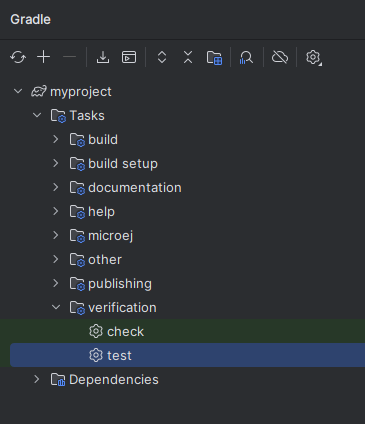 Gradle
myproject
Tasks
build
build setup
documentation
help
microej
other
publishing
verification
check
test
Dependencies